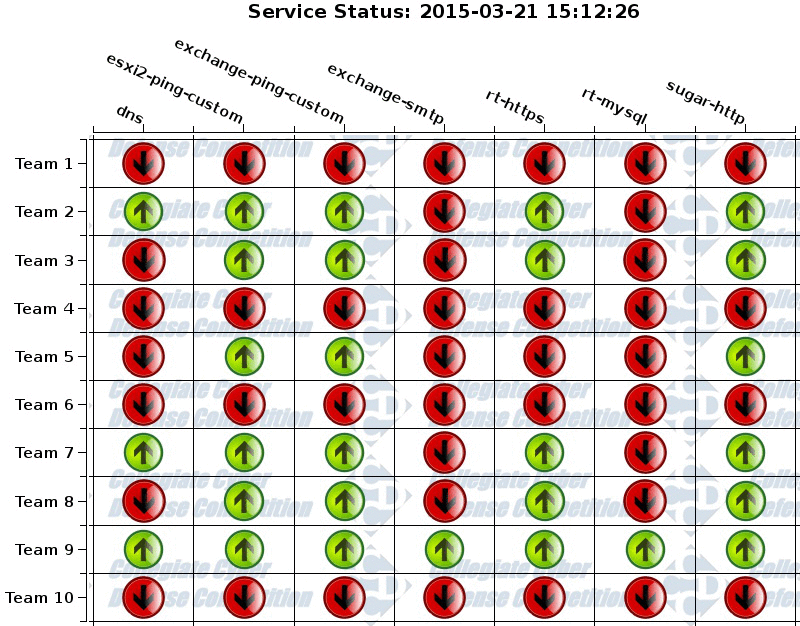 Service Status: 2015-03-21 15:12:26
dns
esxi2-ping-custom
exchange-ping-custom
exchange-smtp
rt-https
rt-mysql
sugar-http
Team 1
Team 2
Team 3
Team 4
Team 5
Team 6
Team 7
Team 8
Team 9
Team 10
Collegiate Cyber
Defense Competition